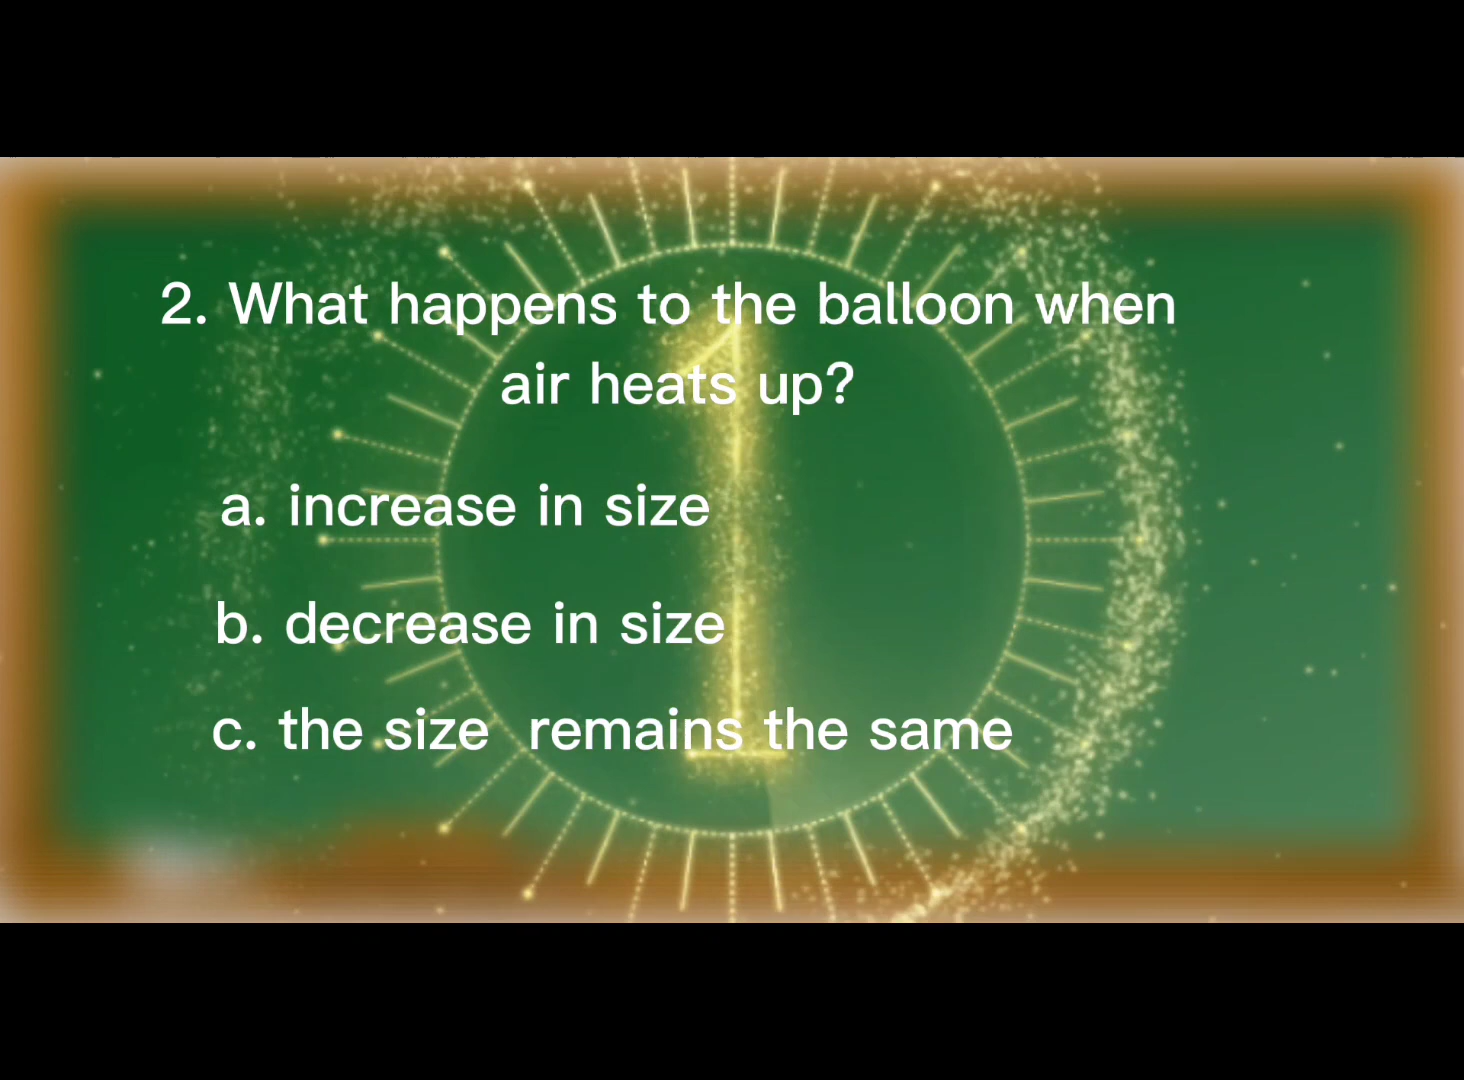 2. What happens to the balloon when
air heats up?
1
a. increase in size
b. decrease in size
c. the size remains the same